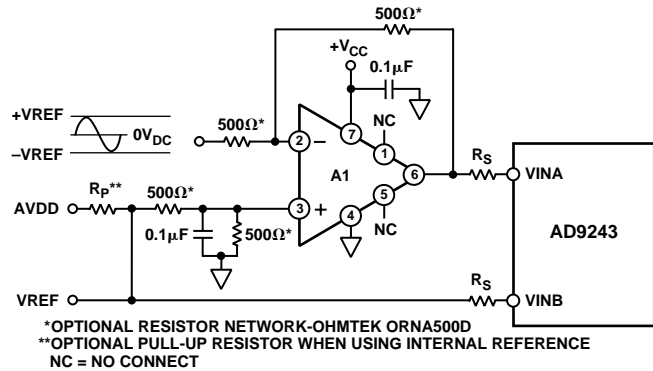 500Ω*
+VCC
0.1µF
+VREF
0VDC
–VREF
500Ω*
NC
2
–
7
1
A1
6
RS
VINA
RP**
AVDD
500Ω*
3
+
5
4
NC
0.1µF
500Ω*
AD9243
VREF
RS
VINB
*OPTIONAL RESISTOR NETWORK-OHMTEK ORNA500D
**OPTIONAL PULL-UP RESISTOR WHEN USING INTERNAL REFERENCE
NC = NO CONNECT